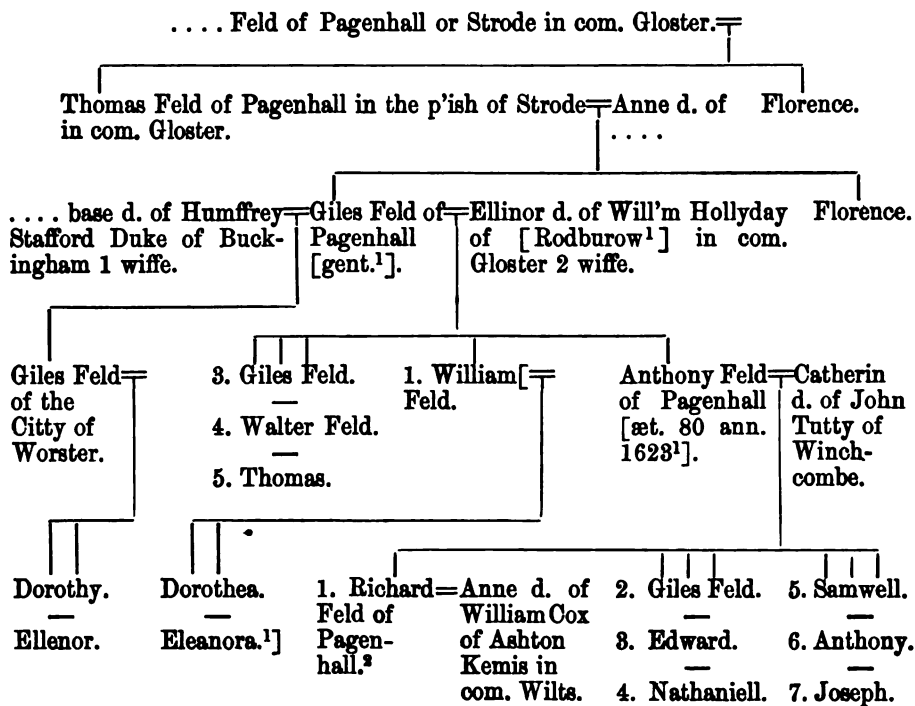 .... Feld of Pagenhall or Strode in com. Gloster.
Thomas Feld of Pagenhall in the p'ish of Strode
in com. Gloster.
Anne d. of
....
Florence.
.... base d. of Humffrey
Stafford Duke of Buck-
ingham 1 wiffe.
Giles Feld of
Pagenhall
[gent.¹].
Ellinor d. of Will'm Hollyday
of [Rodburow¹] in com.
Gloster 2 wiffe.
Florence.
Giles Feld
of the
Citty of
Worster.
3. Giles Feld.
—
4. Walter Feld.
—
5. Thomas.
1. William[
Feld.
Anthony Feld
of Pagenhall
[æt. 80 ann.
1623¹].
Catherin
d. of John
Tutty of
Winch-
combe.
Dorothy.
—
Ellenor.
Dorothea.
—
Eleanora.¹]
1. Richard
Feld of
Pagen-
hall.²
Anne d. of
William Cox
of Ashton
Kemis in
com. Wilts.
2. Giles Feld.
—
3. Edward.
—
4. Nathaniell.
5. Samwell.
—
6. Anthony.
—
7. Joseph.